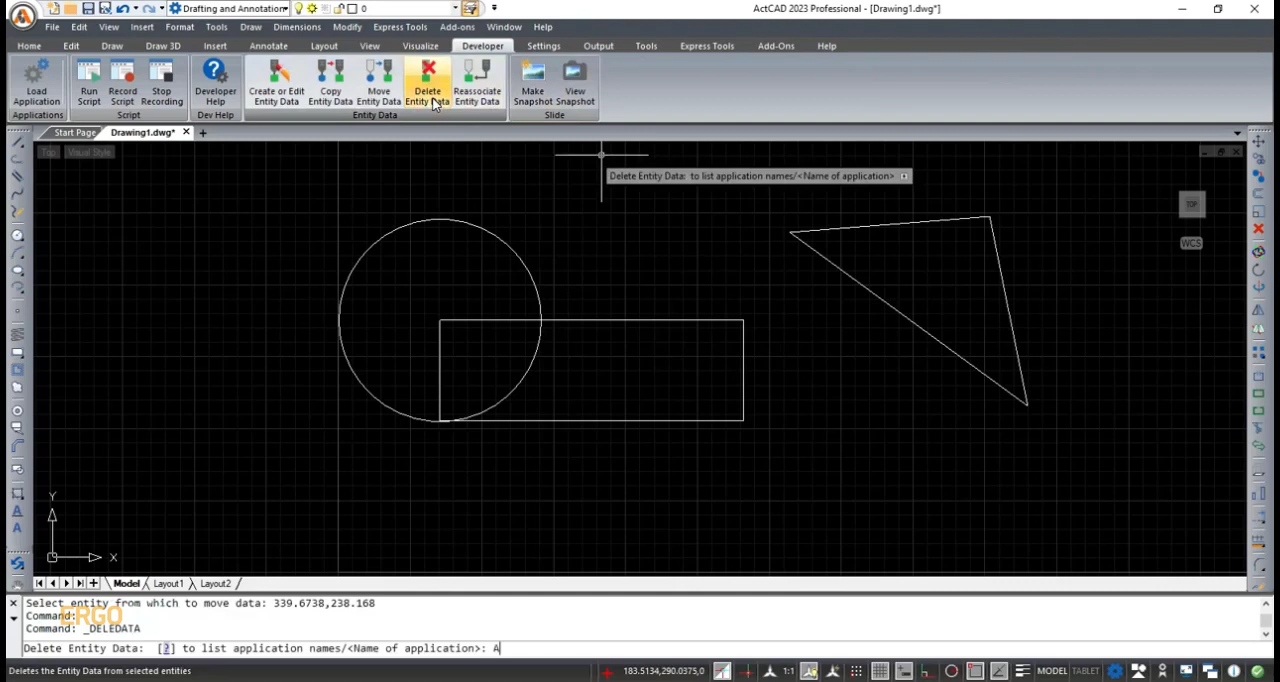 Drafting and Annotation
0
ActCAD 2023 Professional - [Drawing1.dwg*]
File Edit View Insert Format Tools Draw Dimensions Modify Express Tools Add-ons Window Help
Home Edit Draw Draw 3D Insert Annotate Layout View Visualize Developer Settings Output Tools Express Tools Add-Ons Help
Load Application
Run Script
Record Script
Stop Recording
Developer Help
Create or Edit Entity Data
Copy Entity Data
Move Entity Data
Delete Entity Data
Reassociate Entity Data
Make Snapshot
View Snapshot
Applications Script Dev Help Entity Data Slide
Start Page Drawing1.dwg*
Top Visual Style
Delete Entity Data: to list application names/<Name of application>
TOP
WCS
Y
X
Model Layout1 Layout2
Select entity from which to move data: 339.6738,238.168
Command:
ERGO
Command: _DELEDATA
Delete Entity Data: [?] to list application names/<Name of application>: A
Deletes the Entity Data from selected entities
183.5134,290.0375,0
1:1
MODEL TABLET